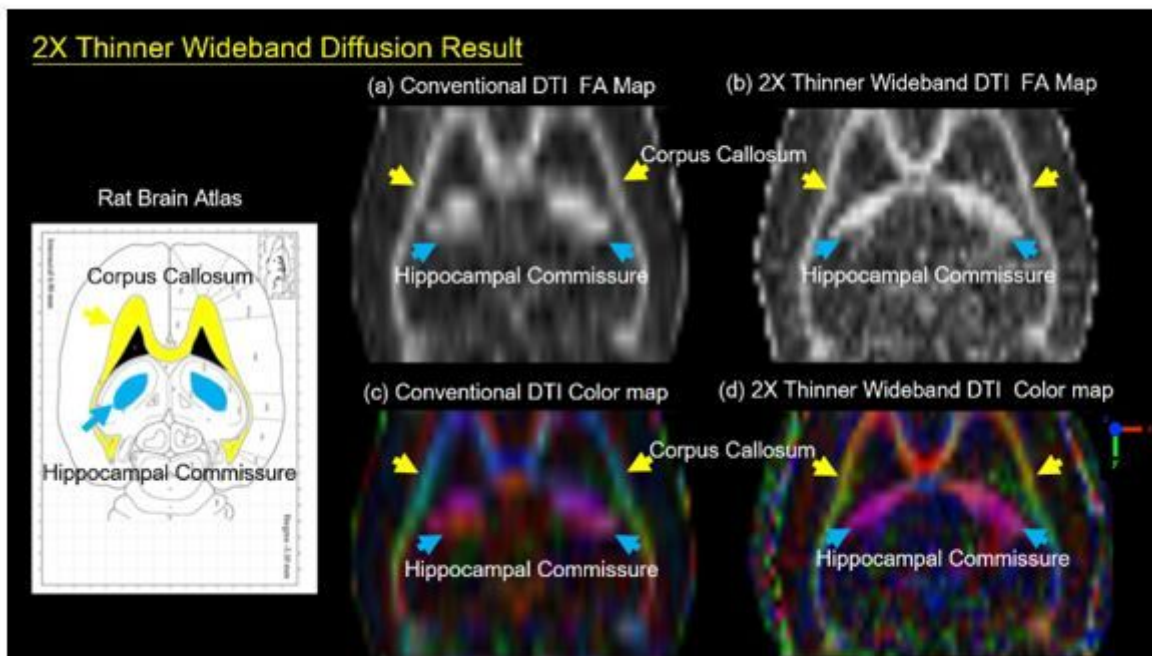 2X Thinner Wideband Diffusion Result
(a) Conventional DTI FA Map
(b) 2X Thinner Wideband DTI FA Map
Corpus Callosum
Hippocampal Commissure
Hippocampal Commissure
Rat Brain Atlas
Corpus Callosum
Hippocampal Commissure
(c) Conventional DTI Color map
(d) 2X Thinner Wideband DTI Color map
Corpus Callosum
Hippocampal Commissure
Hippocampal Commissure